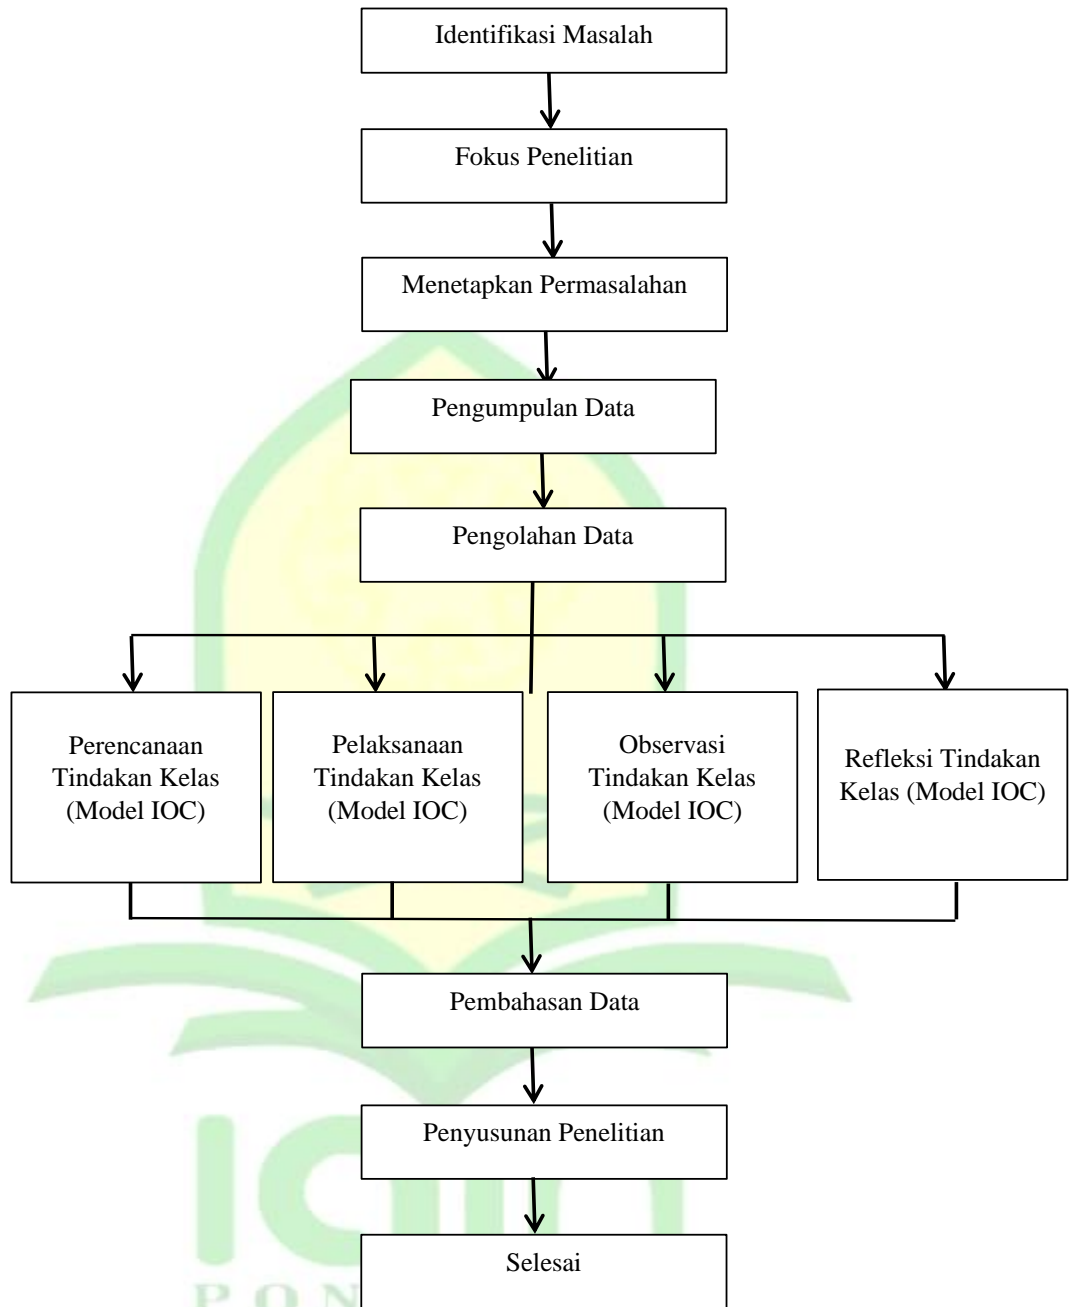 Identifikasi Masalah
Fokus Penelitian
Menetapkan Permasalahan
Pengumpulan Data
Pengolahan Data
Perencanaan
Tindakan Kelas
(Model IOC)
Pelaksanaan
Tindakan Kelas
(Model IOC)
Observasi
Tindakan Kelas
(Model IOC)
Refleksi Tindakan
Kelas (Model IOC)
Pembahasan Data
Penyusunan Penelitian
Selesai